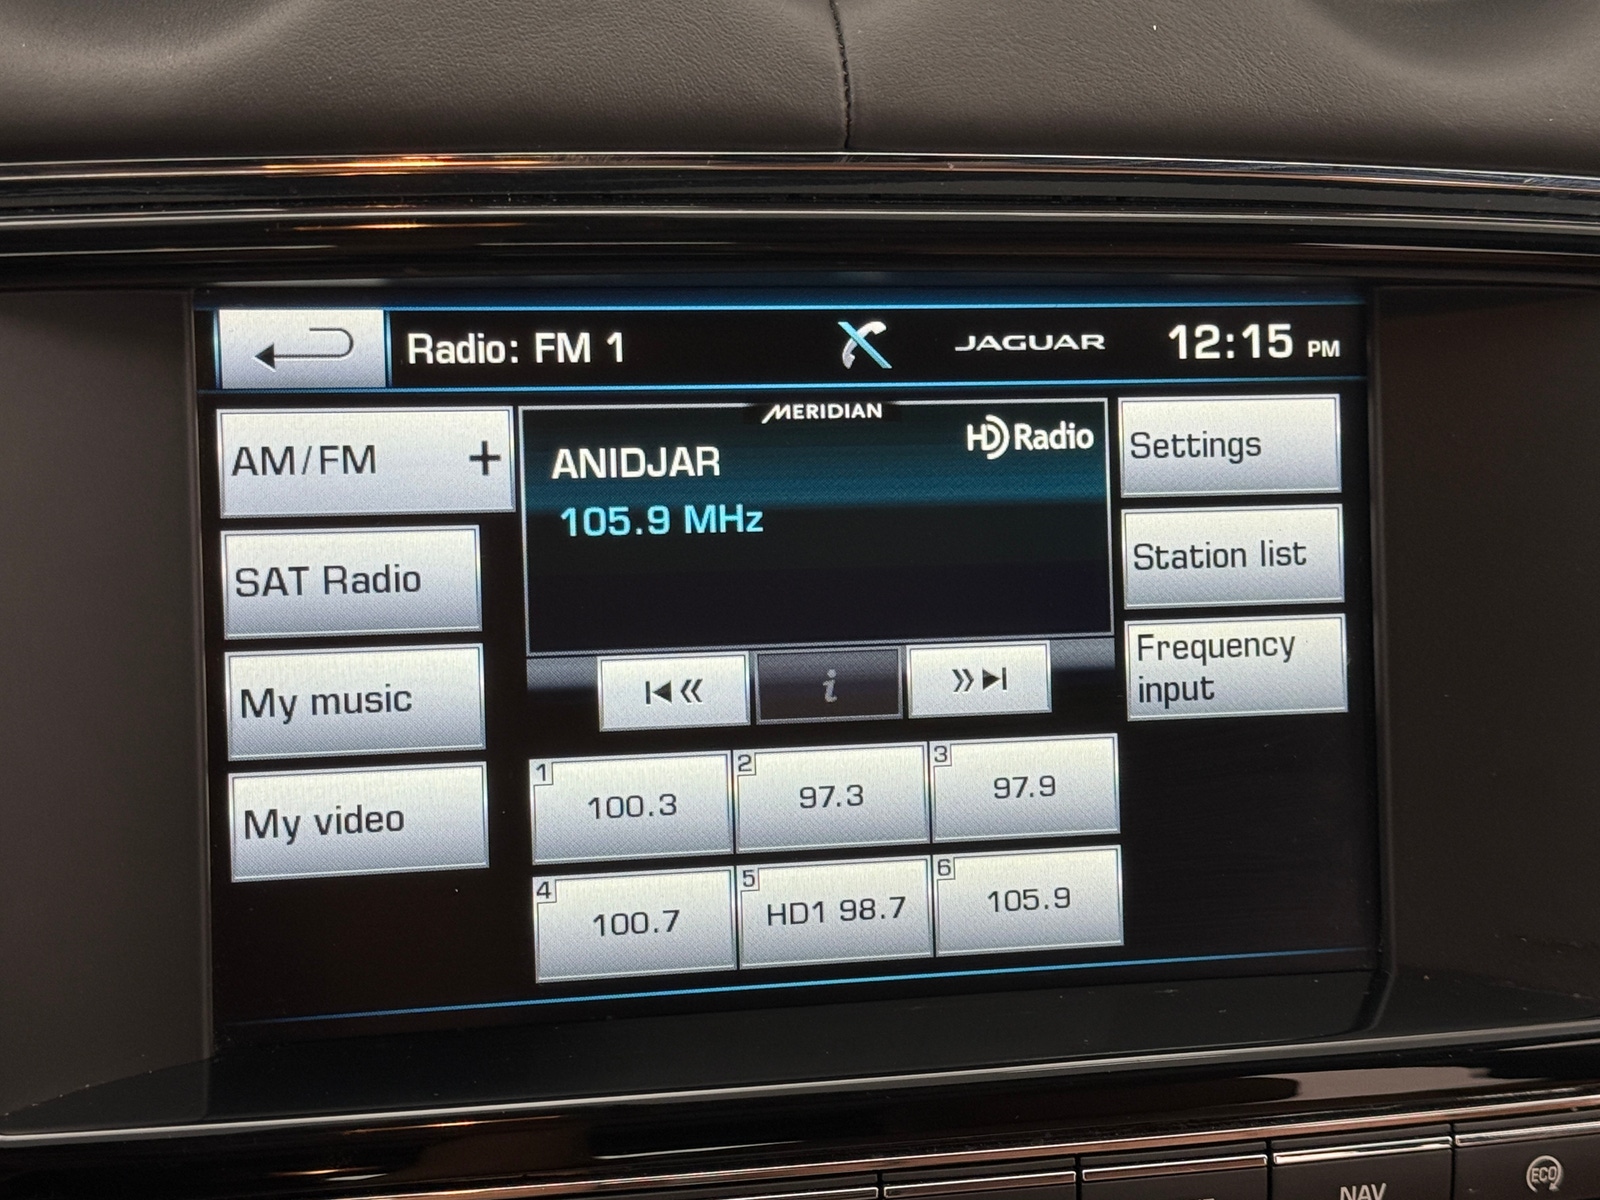 Radio: FM 1
JAGUAR
12:15 PM
AM/FM +
SAT Radio
My music
My video
MERIDIAN
HD Radio
ANIDJAR
105.9 MHz
i
1 100.3
2 97.3
3 97.9
4 100.7
5 HD1 98.7
6 105.9
Settings
Station list
Frequency
input
NAV
ECO